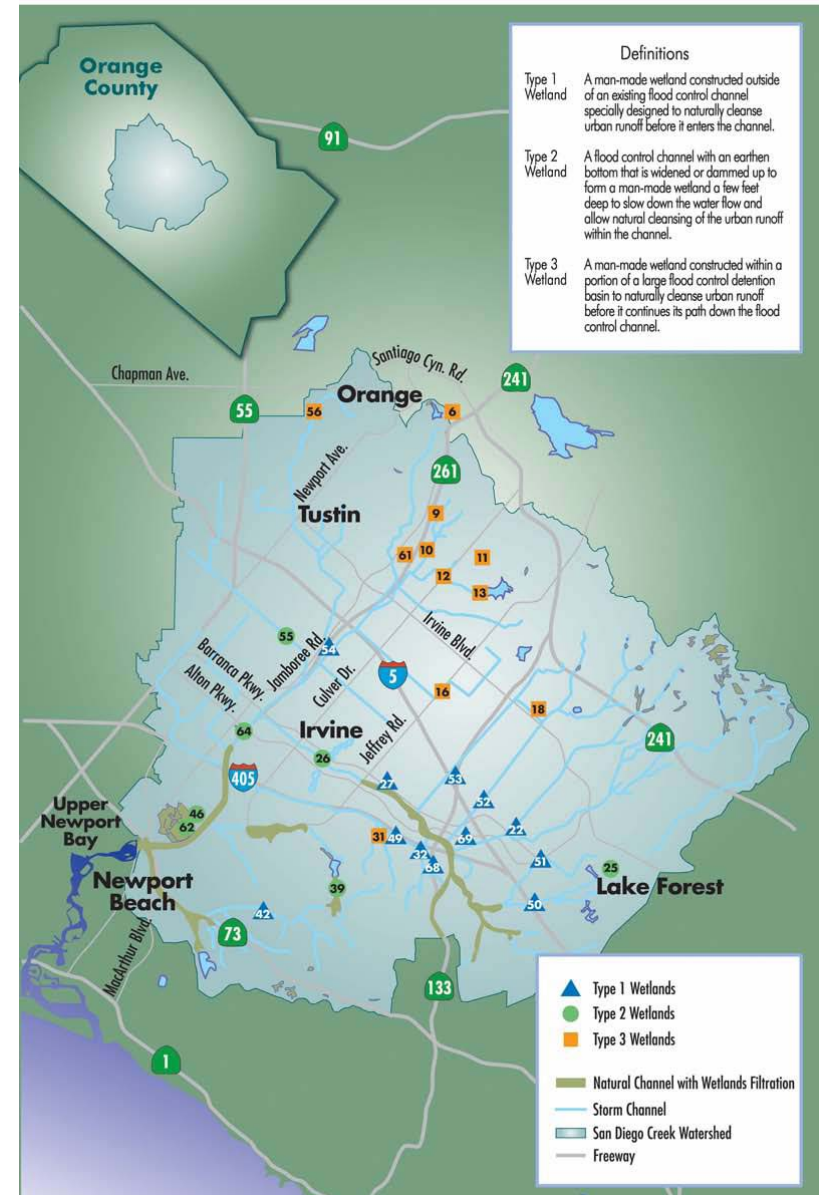 Orange
County
Definitions
Type 1
Wetland
A man-made wetland constructed outside
of an existing flood control channel
specially designed to naturally cleanse
urban runoff before it enters the channel.
Type 2
Wetland
A flood control channel with an earthen
bottom that is widened or dammed up to
form a man-made wetland a few feet
deep to slow down the water flow and
allow natural cleansing of the urban runoff
within the channel.
Type 3
Wetland
A man-made wetland constructed within a
portion of a large flood control detention
basin to naturally cleanse urban runoff
before it continues its path down the flood
control channel.
91
Chapman Ave.
Santiago Cyn. Rd.
241
55
56
Orange
6
261
Newport Ave.
Tustin
9
61
10
11
12
13
55
54
Irvine Blvd.
Barranca Pkwy.
Jamboree Rd.
Alton Pkwy.
Culver Dr.
5
16
18
64
Irvine
Jeffrey Rd.
241
26
405
27
53
52
Upper
Newport
Bay
46
62
31
49
69
22
32
68
51
25
Lake Forest
Newport
Beach
39
42
50
MacArthur Blvd.
73
133
1
Type 1 Wetlands
Type 2 Wetlands
Type 3 Wetlands
Natural Channel with Wetlands Filtration
Storm Channel
San Diego Creek Watershed
Freeway